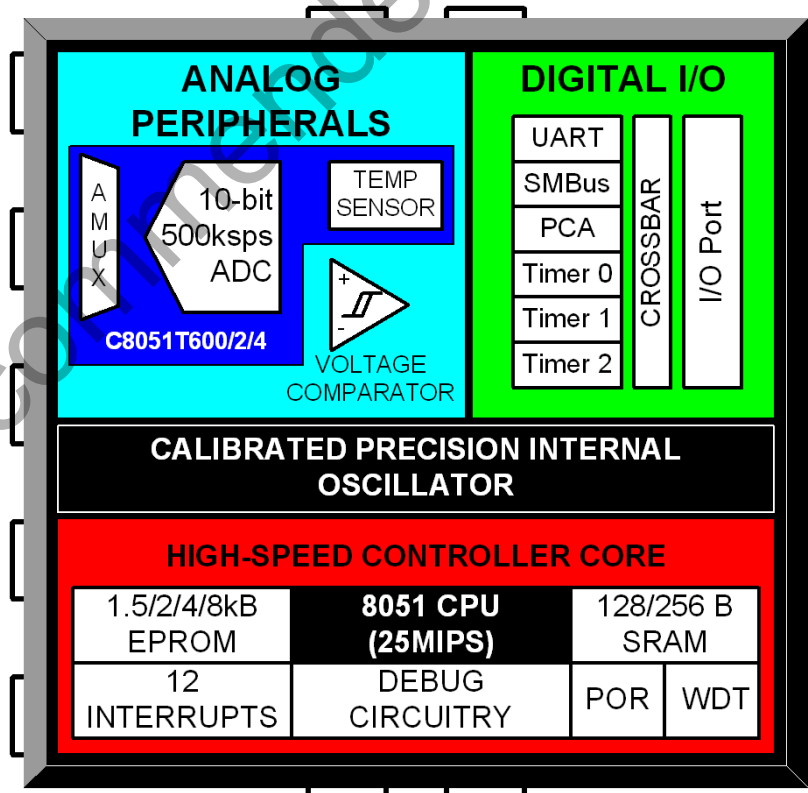 ANALOG
PERIPHERALS
A
M
U
X
10-bit
500ksps
ADC
TEMP
SENSOR
+
-
C8051T600/2/4
VOLTAGE
COMPARATOR
DIGITAL I/O
UART
SMBus
PCA
Timer 0
Timer 1
Timer 2
CROSSBAR
I/O Port
CALIBRATED PRECISION INTERNAL
OSCILLATOR
HIGH-SPEED CONTROLLER CORE
1.5/2/4/8kB
EPROM
8051 CPU
(25MIPS)
128/256 B
SRAM
12
INTERRUPTS
DEBUG
CIRCUITRY
POR
WDT